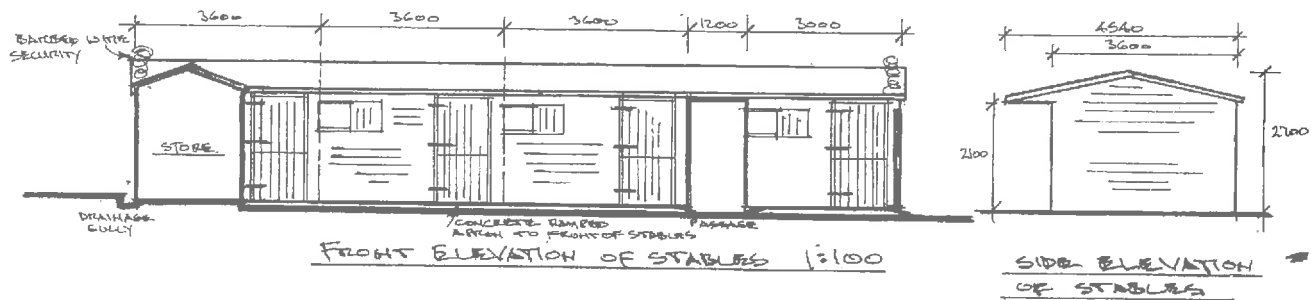 3600 3600 3600 1200 3000
BARBED WIRE
SECURITY
STORE
DRAINAGE
GULLY
CONCRETE RAMPED
APRON TO FRONT OF STABLES
PASSAGE
FRONT ELEVATION OF STABLES 1:100
4540
3600
2100
2700
SIDE ELEVATION
OF STABLES